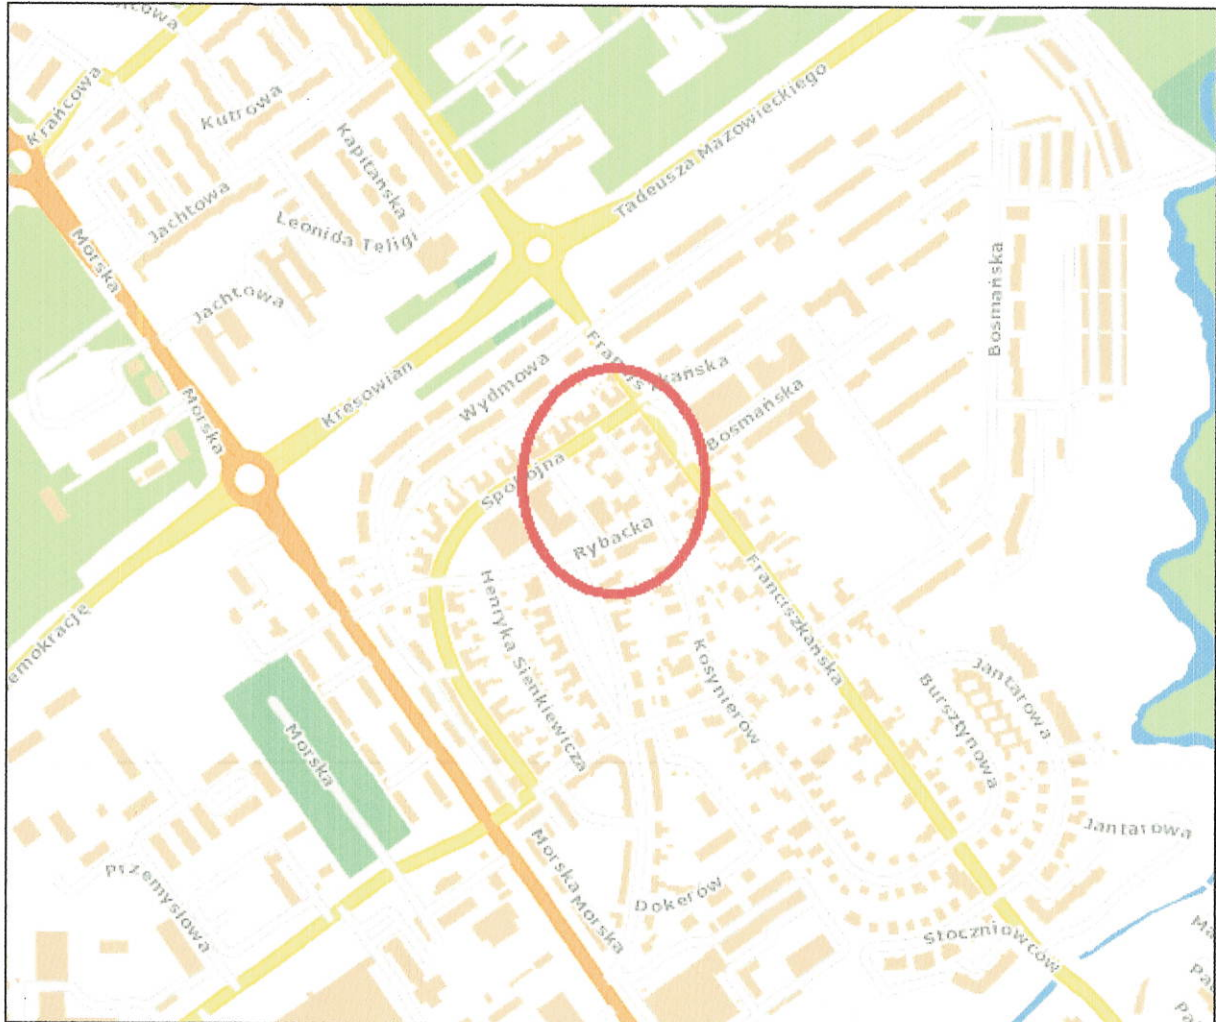 Krańcowa
Kutrowa
Kapitańska
Jachtowa
Leonida Teligi
Tadeusza Mazowieckiego
Morska
Jachtowa
Bosmańska
Kresowian
Wydmowa
Morska
Bosmańska
Spokojna
Rybacka
Henryka Sienkiewicza
Franciszkańska
Kosynierów
Jantarowa
Bursztynowa
Morska
Jantarowa
Przemysłowa
Morska
Morska
Dokerów
Stoczniowców